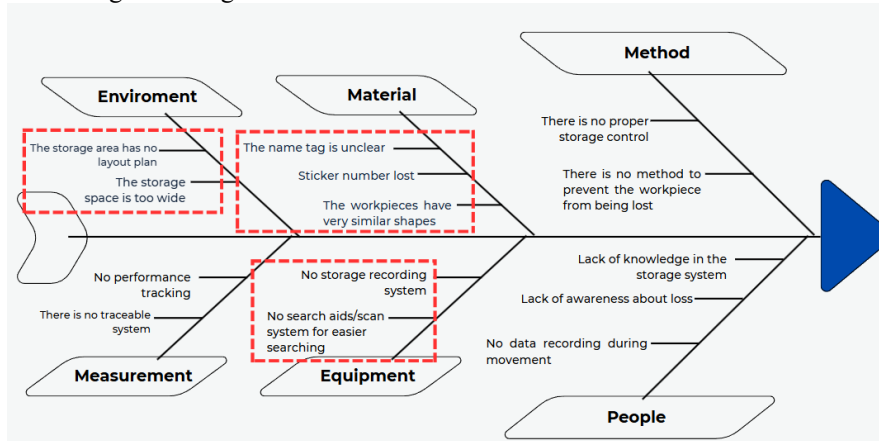 Method
Enviroment
Material
There is no proper
storage control
The storage area has no
layout plan
The name tag is unclear
Sticker number lost
The storage
space is too wide
There is no method to
prevent the workpiece
from being lost
The workpieces have
very similar shapes
No performance
tracking
No storage recording
system
Lack of knowledge in the
storage system
Lack of awareness about loss
There is no traceable
system
No search aids/scan
system for easier
searching
No data recording during
movement
Measurement
Equipment
People